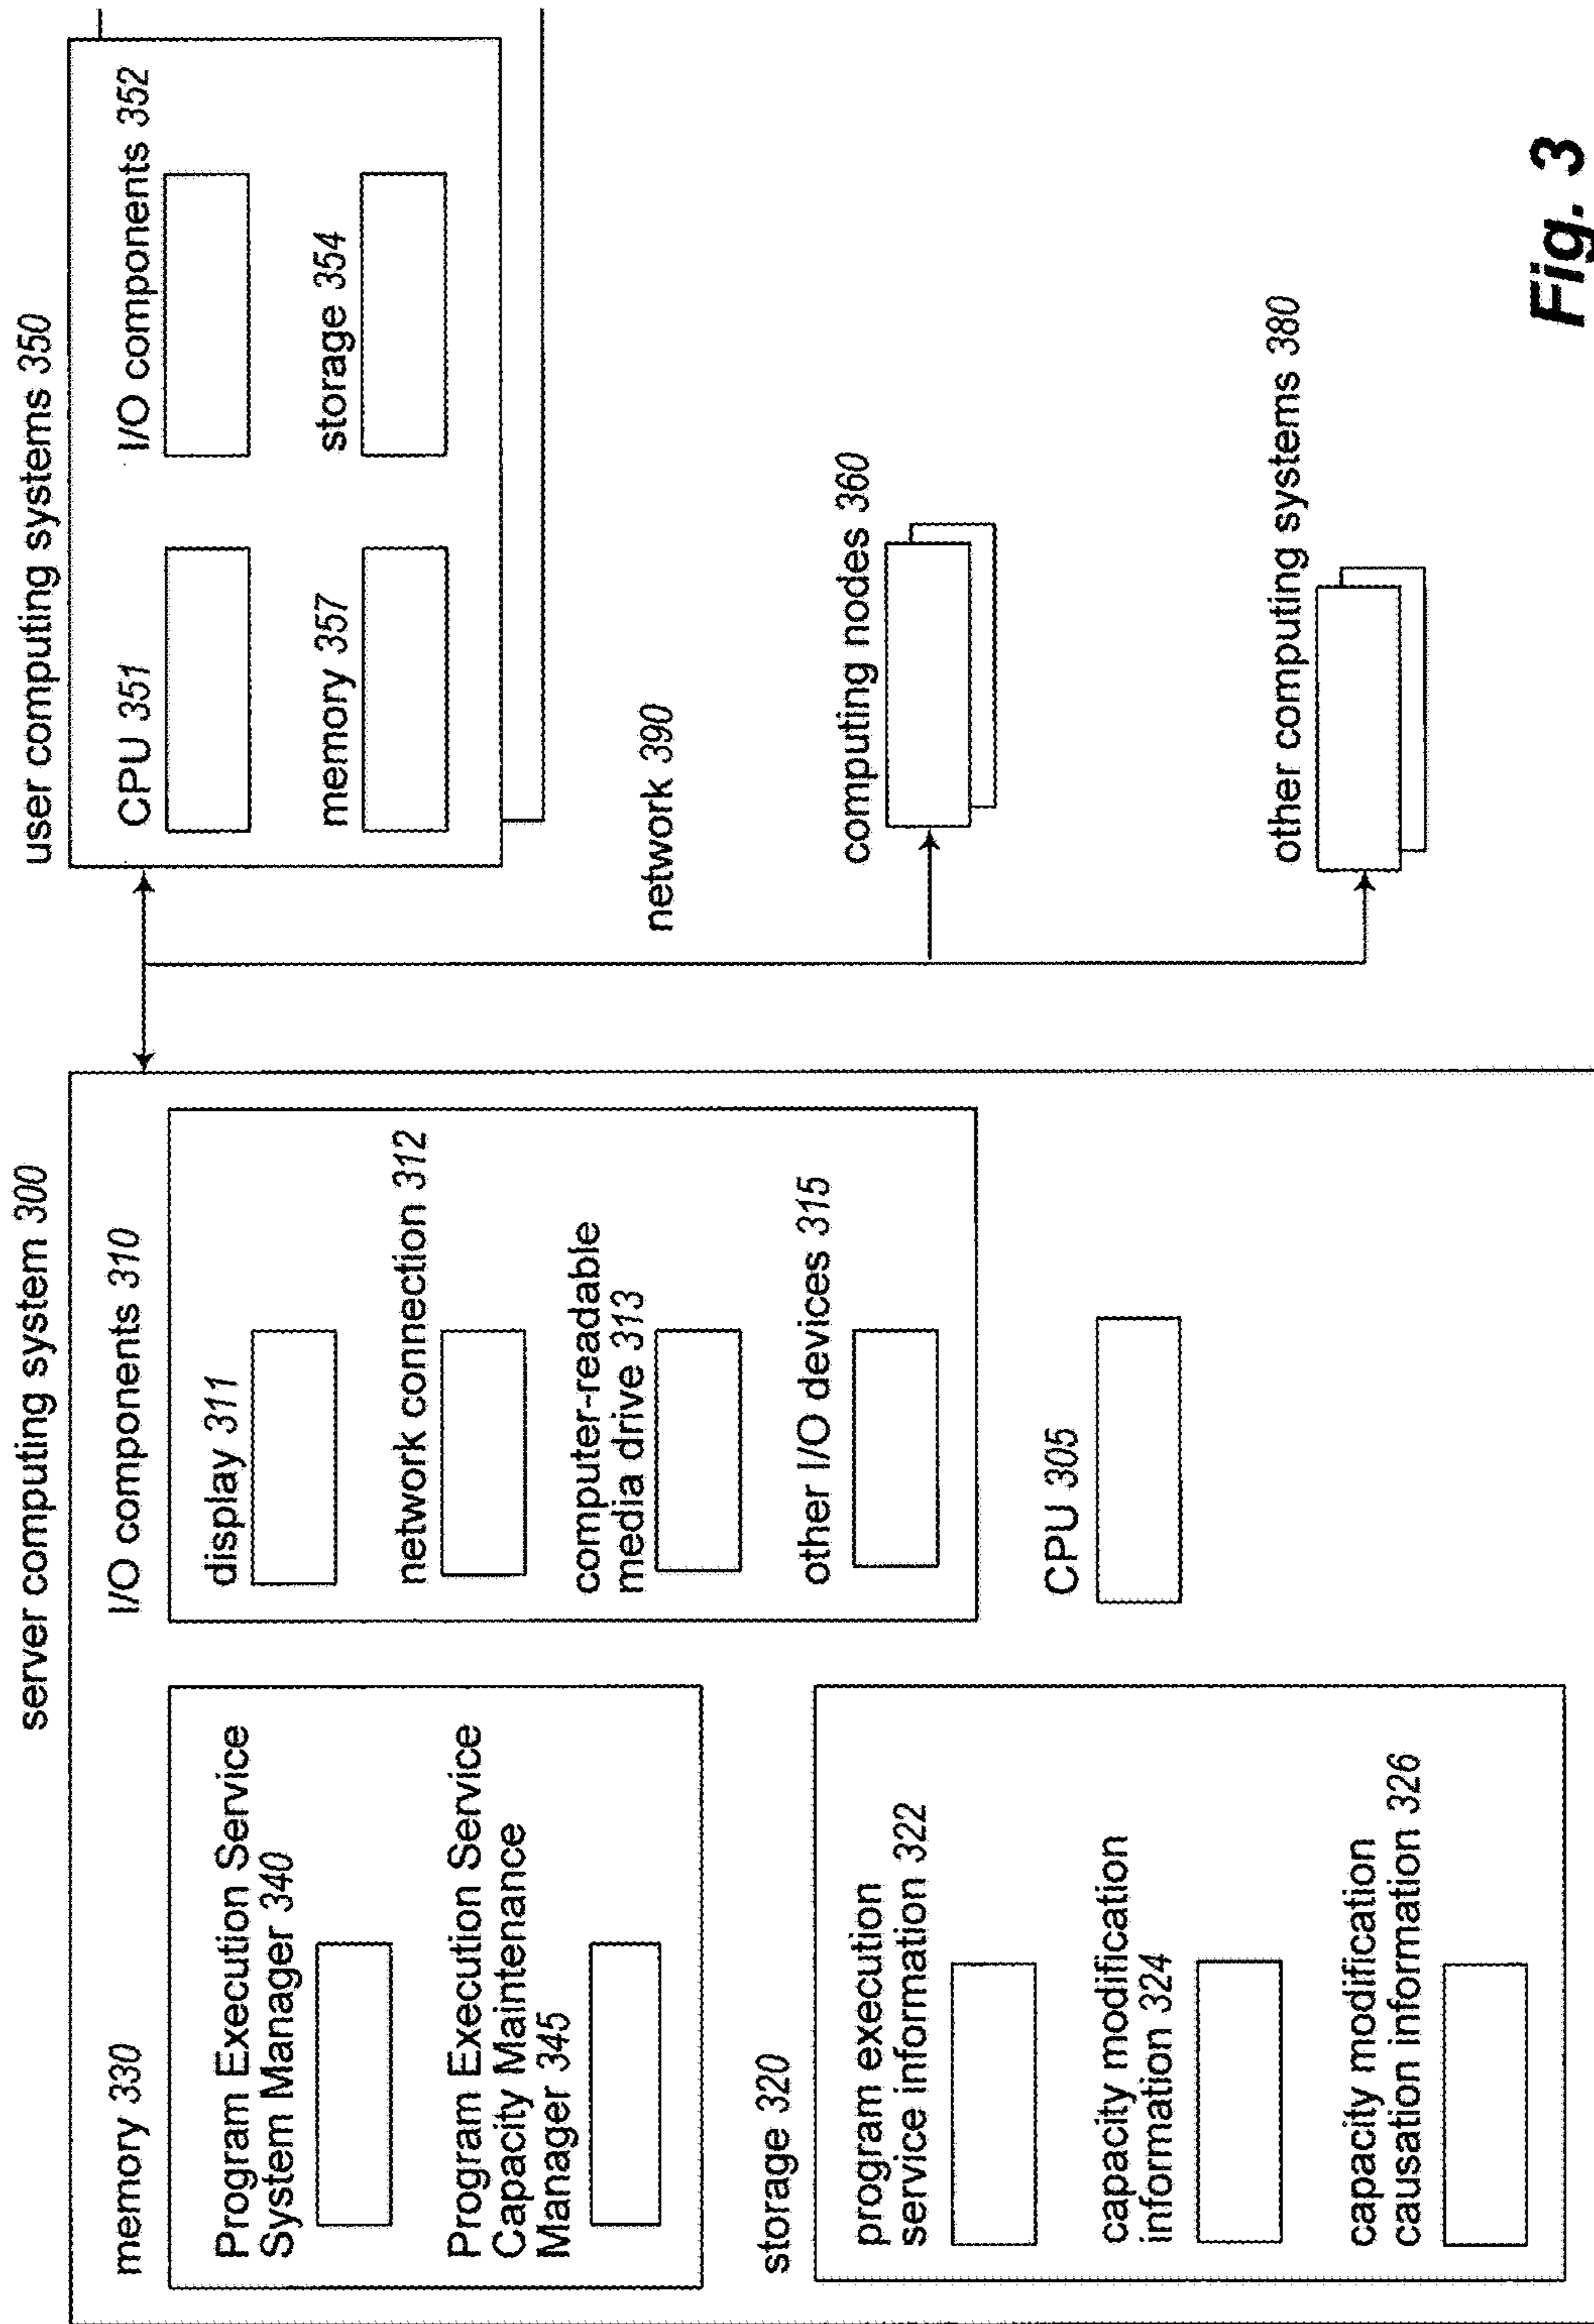 server computing system 300
memory 330
Program Execution Service
System Manager 340
Program Execution Service
Capacity Maintenance
Manager 345
storage 320
program execution
service information 322
capacity modification
information 324
capacity modification
causation information 326
I/O components 310
display 311
network connection 312
computer-readable
media drive 313
other I/O devices 315
CPU 305
user computing systems 350
CPU 351
I/O components 352
memory 357
storage 354
network 390
computing nodes 360
other computing systems 380
Fig. 3